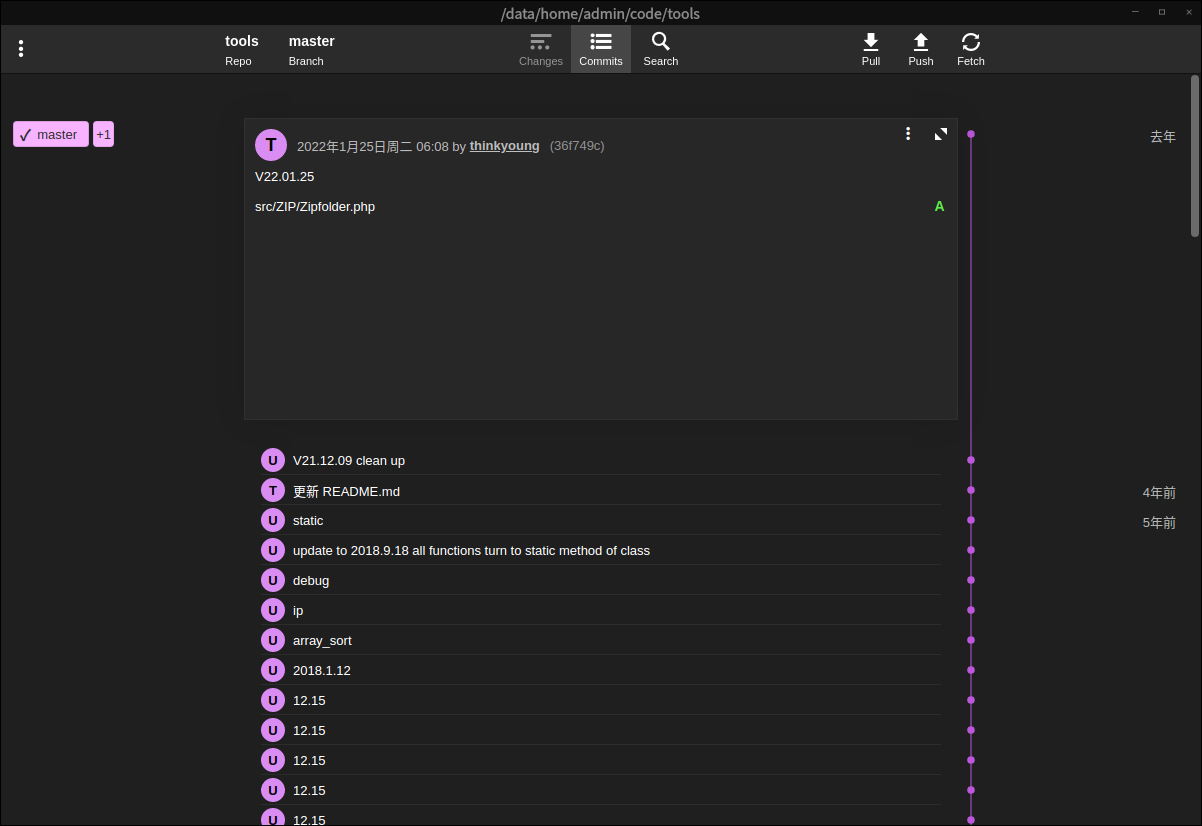 /data/home/admin/code/tools
tools master Changes Commits Search Pull Push Fetch
Repo Branch
master +1
T 2022年1月25日周二 06:08 by thinkyoung (36f749c)
去年
V22.01.25
src/ZIP/Zipfolder.php A
U V21.12.09 clean up
T 更新 README.md 4年前
U static 5年前
U update to 2018.9.18 all functions turn to static method of class
U debug
U ip
U array_sort
U 2018.1.12
U 12.15
U 12.15
U 12.15
U 12.15
U 12.15